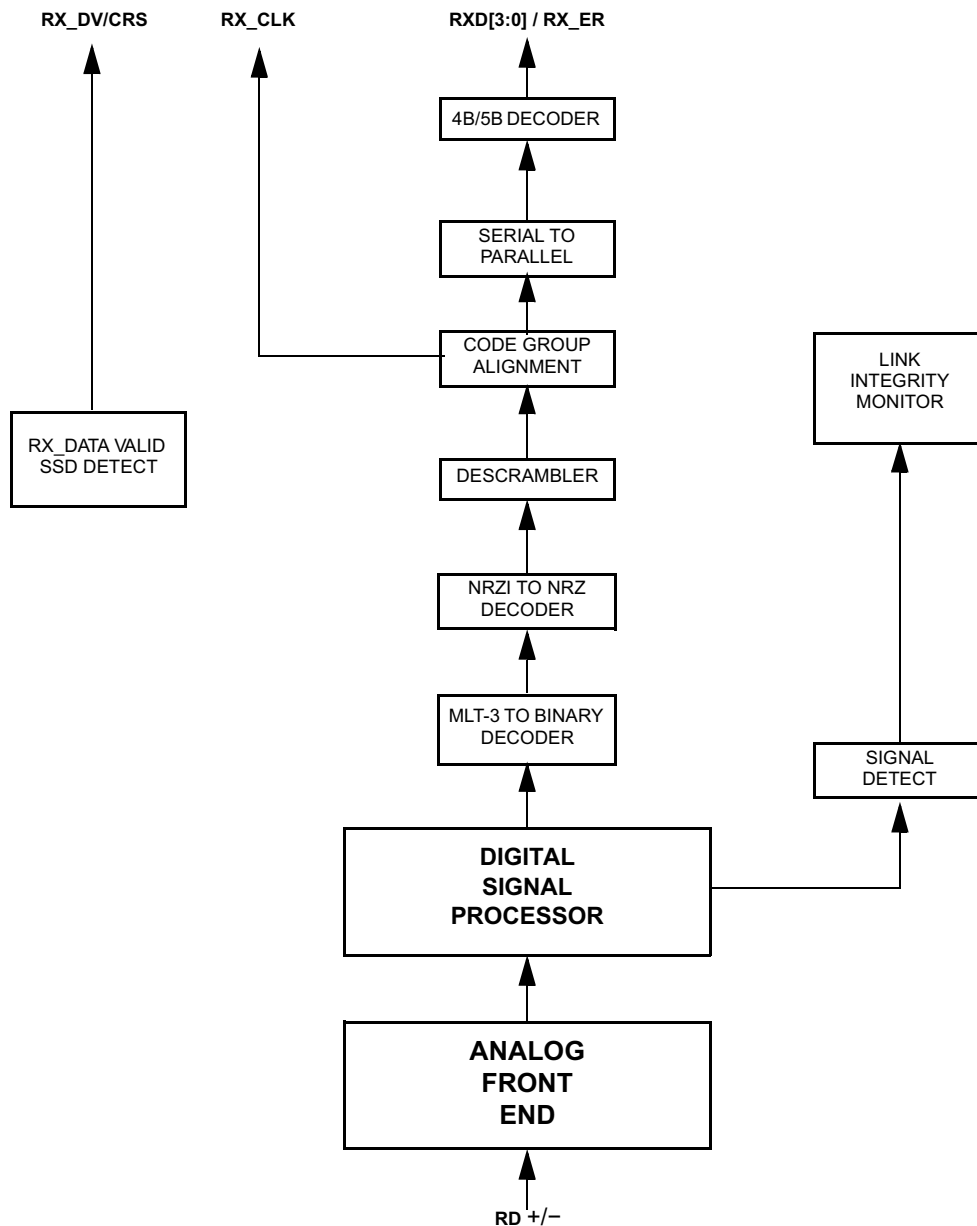 RX_DV/CRS
RX_CLK
RXD[3:0] / RX_ER
4B/5B DECODER
SERIAL TO
PARALLEL
CODE GROUP
ALIGNMENT
LINK
INTEGRITY
MONITOR
RX_DATA VALID
SSD DETECT
DESCRAMBLER
NRZI TO NRZ
DECODER
MLT-3 TO BINARY
DECODER
SIGNAL
DETECT
DIGITAL
SIGNAL
PROCESSOR
ANALOG
FRONT
END
RD +/−